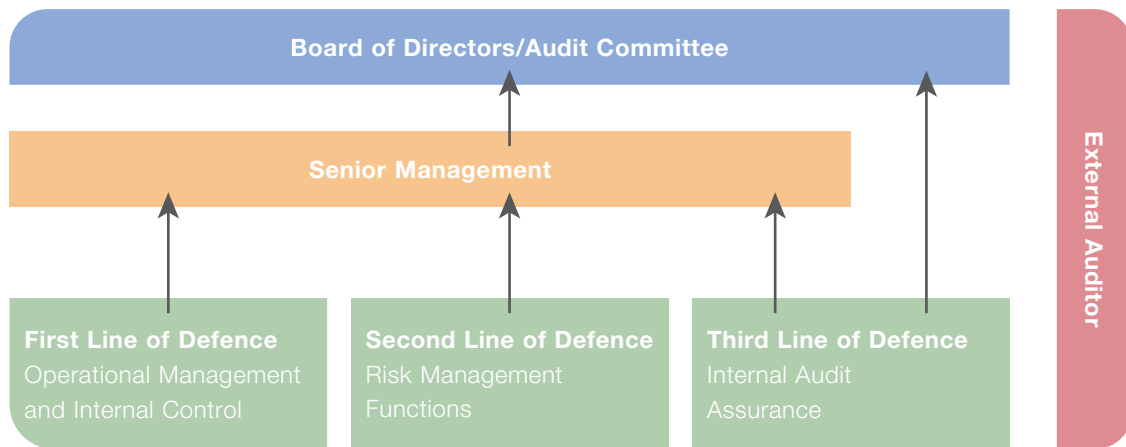 Board of Directors/Audit Committee
Senior Management
First Line of Defence
Operational Management
and Internal Control
Second Line of Defence
Risk Management
Functions
Third Line of Defence
Internal Audit
Assurance
External Auditor